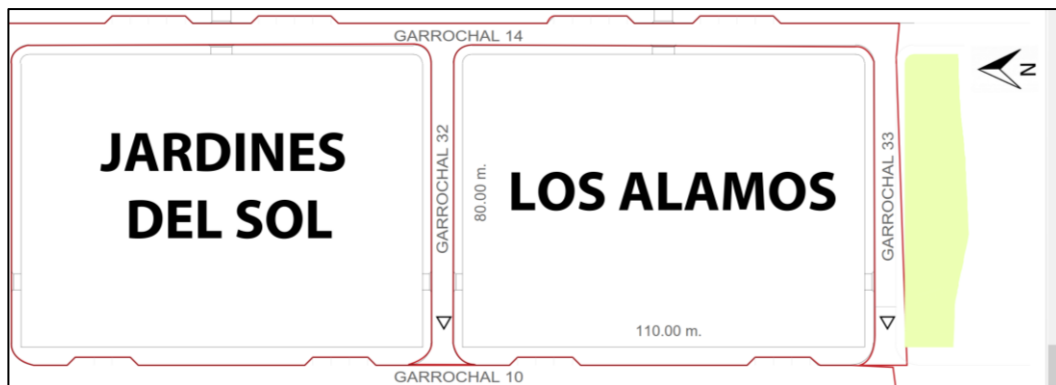 GARROCHAL 14
JARDINES
DEL SOL
GARROCHAL 32
80.00 m.
LOS ALAMOS
GARROCHAL 33
N
110.00 m.
GARROCHAL 10